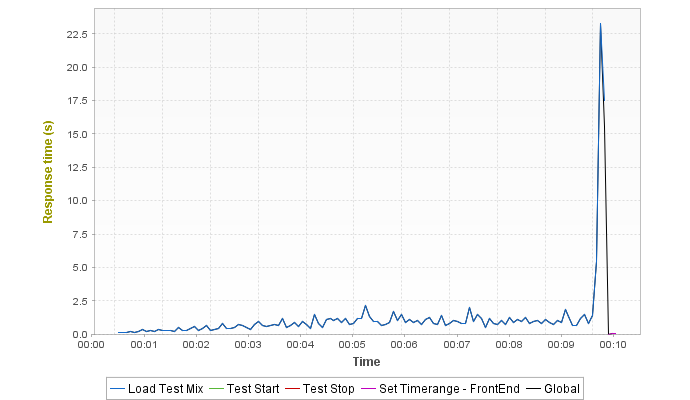 22.5
20.0
17.5
15.0
12.5
10.0
7.5
5.0
2.5
0.0
Response time (s)
00:00 00:01 00:02 00:03 00:04 00:05 00:06 00:07 00:08 00:09 00:10
Time
Load Test Mix Test Start Test Stop Set Timerange - FrontEnd Global